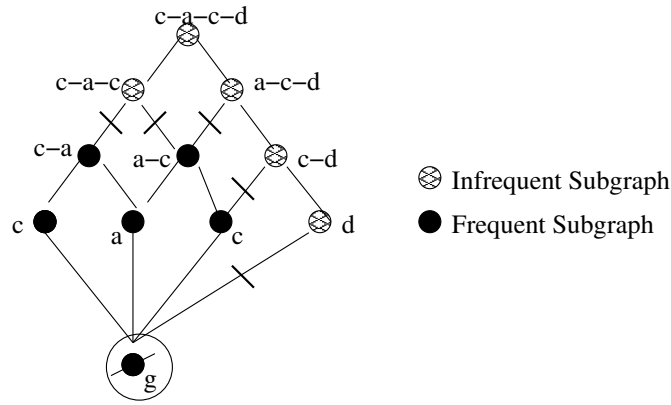 c−a−c−d
c−a−c
a−c−d
c−a
a−c
c−d
Infrequent Subgraph
c
a
c
d
Frequent Subgraph
g